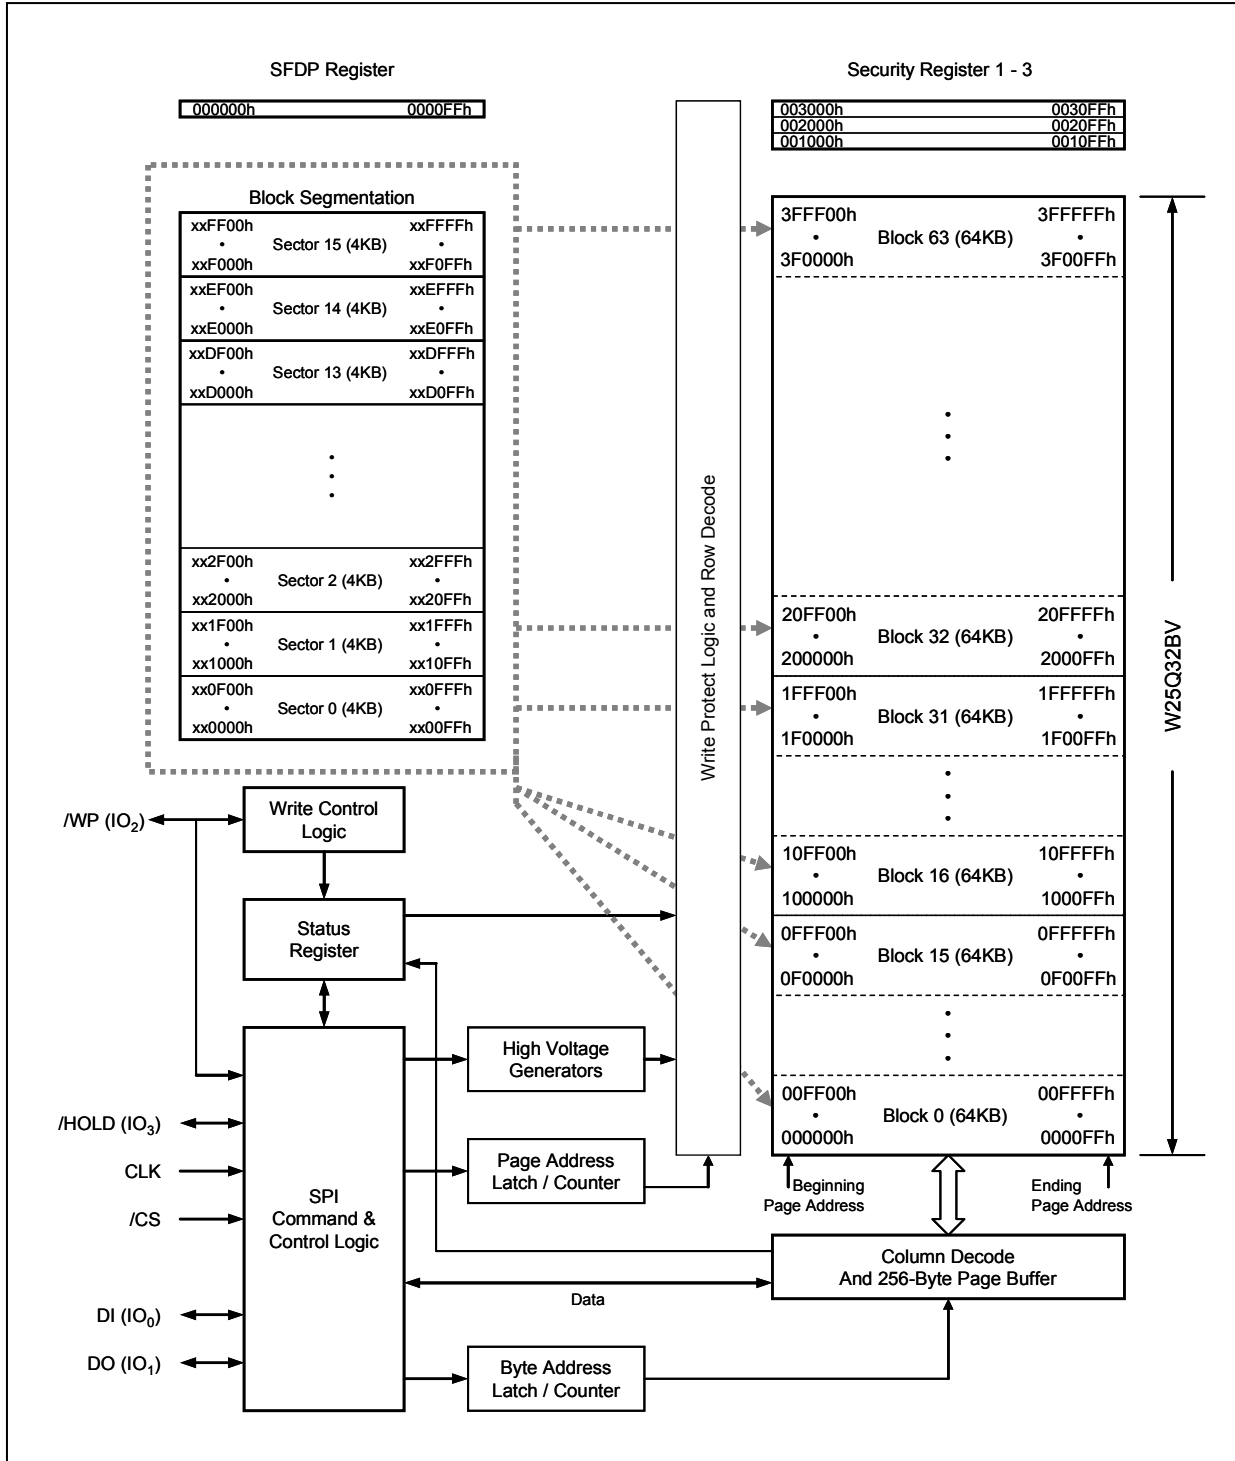 SFDP Register
000000h 0000FFh
Security Register 1 - 3
003000h 0030FFh
002000h 0020FFh
001000h 0010FFh
Block Segmentation
xxFF00h xxFFFFh
• Sector 15 (4KB) •
xxF000h xxF0FFh
xxEF00h xxEFFFh
• Sector 14 (4KB) •
xxE000h xxE0FFh
xxDF00h xxDFFFh
• Sector 13 (4KB) •
xxD000h xxD0FFh
xx2F00h xx2FFFh
• Sector 2 (4KB) •
xx2000h xx20FFh
xx1F00h xx1FFFh
• Sector 1 (4KB) •
xx1000h xx10FFh
xx0F00h xx0FFFh
• Sector 0 (4KB) •
xx0000h xx00FFh
Write Protect Logic and Row Decode
3FFF00h 3FFFFFh
• Block 63 (64KB) •
3F0000h 3F00FFh
20FF00h 20FFFFh
• Block 32 (64KB) •
200000h 2000FFh
1FFF00h 1FFFFFh
• Block 31 (64KB) •
1F0000h 1F00FFh
10FF00h 10FFFFh
• Block 16 (64KB) •
100000h 1000FFh
0FFF00h 0FFFFFh
• Block 15 (64KB) •
0F0000h 0F00FFh
00FF00h 00FFFFh
• Block 0 (64KB) •
000000h 0000FFh
W25Q32BV
Beginning
Page Address
Ending
Page Address
/WP (IO2)
Write Control
Logic
Status
Register
High Voltage
Generators
/HOLD (IO3)
CLK
/CS
Page Address
Latch / Counter
SPI
Command &
Control Logic
Column Decode
And 256-Byte Page Buffer
Data
DI (IO0)
DO (IO1)
Byte Address
Latch / Counter